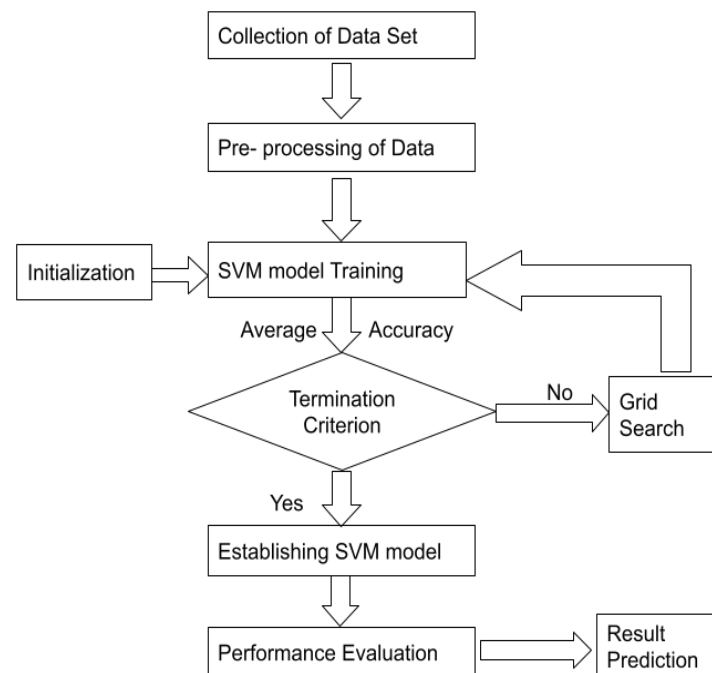 Collection of Data Set
Pre- processing of Data
Initialization
SVM model Training
Average Accuracy
Termination
Criterion
No
Grid
Search
Yes
Establishing SVM model
Performance Evaluation
Result
Prediction